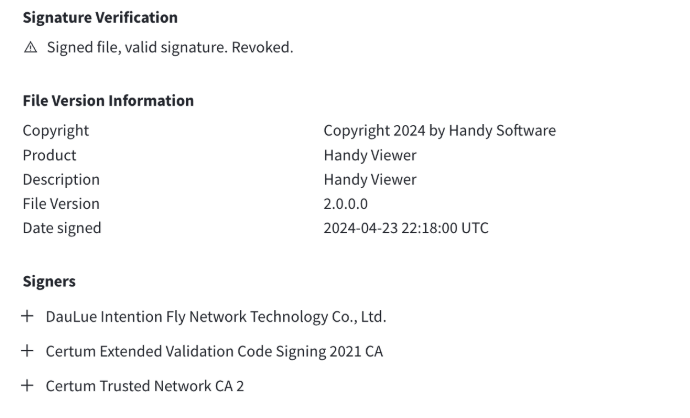 Signature Verification
⚠ Signed file, valid signature. Revoked.
File Version Information
Copyright Copyright 2024 by Handy Software
Product Handy Viewer
Description Handy Viewer
File Version 2.0.0.0
Date signed 2024-04-23 22:18:00 UTC
Signers
+ DauLue Intention Fly Network Technology Co., Ltd.
+ Certum Extended Validation Code Signing 2021 CA
+ Certum Trusted Network CA 2